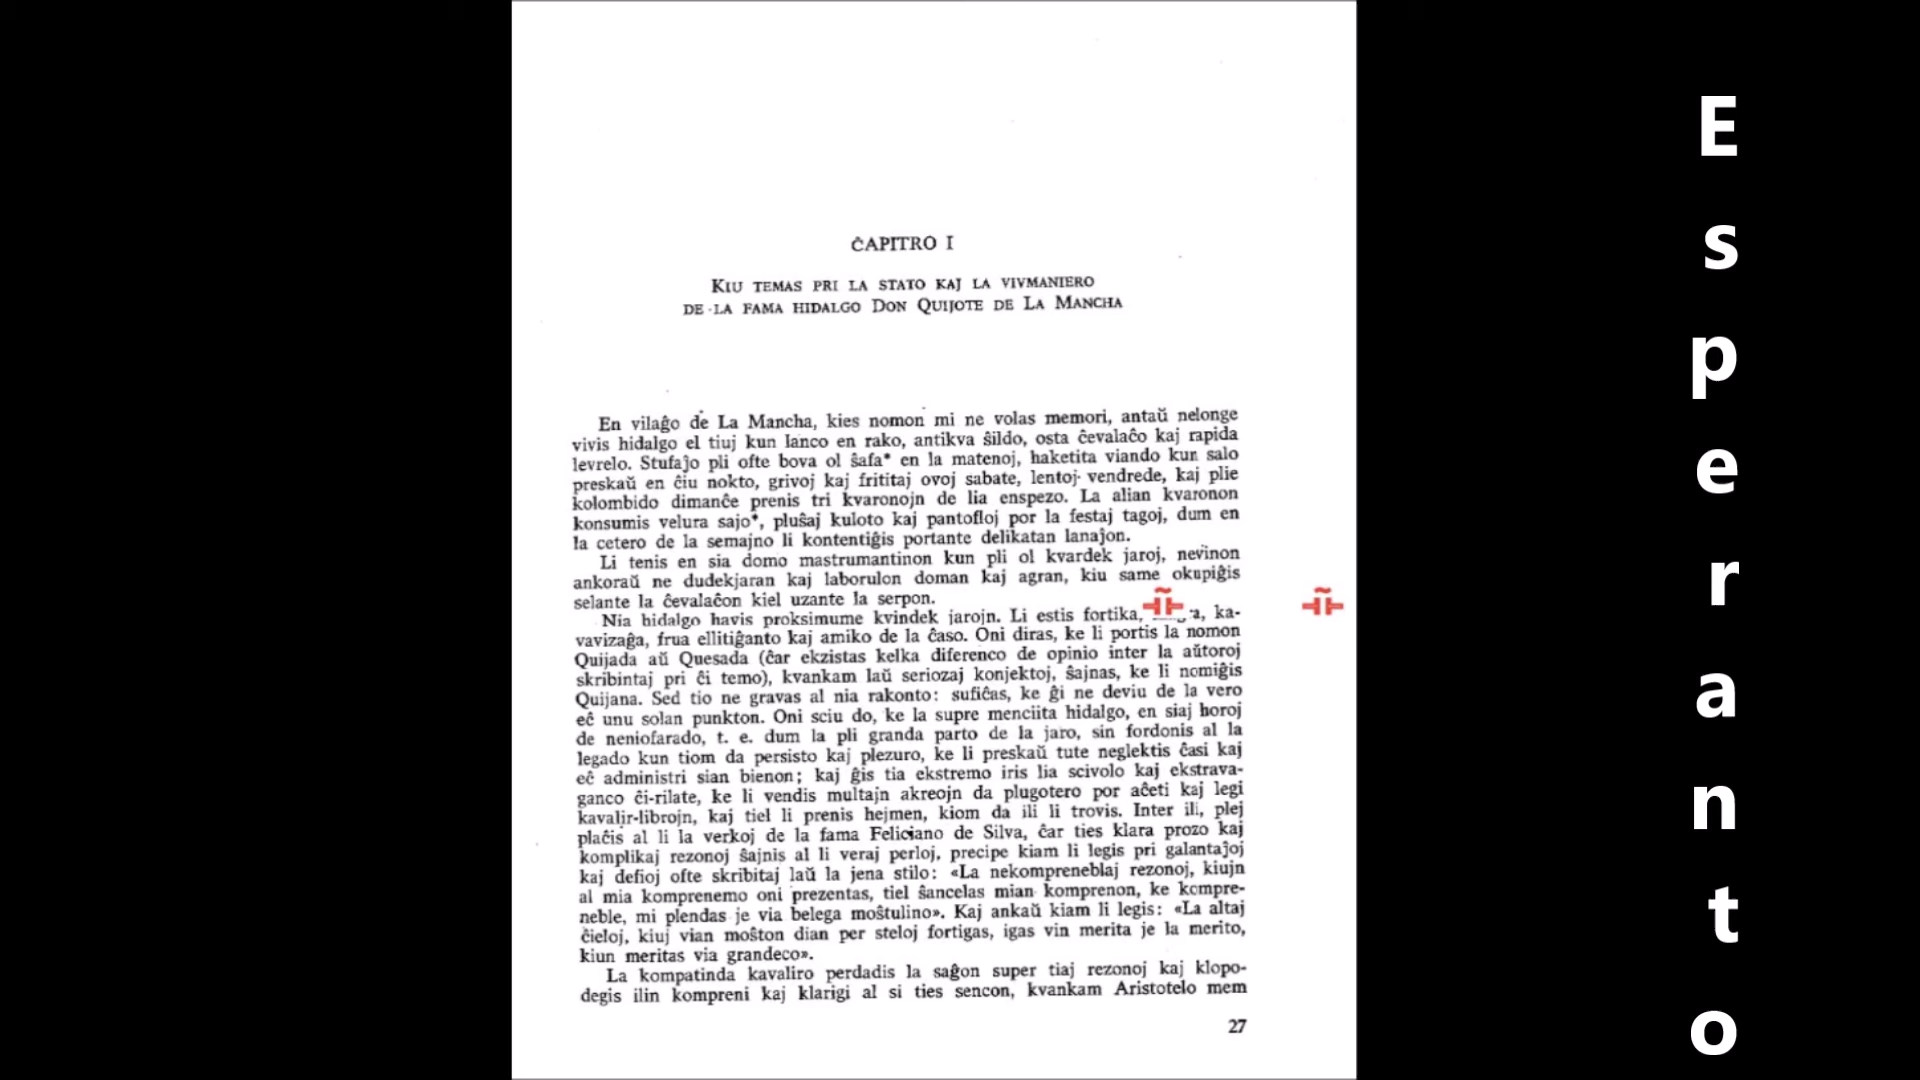 ĈAPITRO I
KIU TEMAS PRI LA STATO KAJ LA VIVMANIERO
DE LA FAMA HIDALGO DON QUIJOTE DE LA MANCHA
En vilaĝo de La Mancha, kies nomon mi ne volas memori, antaŭ nelonge
vivis hidalgo el tiuj kun lanco en rako, antikva ŝildo, osta ĉevalaĉo kaj rapida
levrelo. Stufaĵo pli ofte bova ol ŝafa* en la matenoj, haketita viando kun salo
preskaŭ en ĉiu nokto, grivoj kaj frititaj ovoj sabate, lentoj vendrede, kaj plie
kolombido dimanĉe prenis tri kvaronojn de lia enspezo. La alian kvaronon
konsumis velura sajo*, pluŝaj kuloto kaj pantofloj por la festaj tagoj, dum en
la cetero de la semajno li kontentiĝis portante delikatan lanaĵon.
Li tenis en sia domo mastrumantinon kun pli ol kvardek jaroj, nevinon
ankoraŭ ne dudekjaran kaj laborulon doman kaj agran, kiu same okupiĝis
selante la ĉevalaĉon kiel uzante la serpon.
Nia hidalgo havis proksimume kvindek jarojn. Li estis fortika, ka-
vavizaĝa, frua ellitiĝanto kaj amiko de la ĉaso. Oni diras, ke li portis la nomon
Quijada aŭ Quesada (ĉar ekzistas kelka diferenco de opinio inter la aŭtoroj
skribintaj pri ĉi temo), kvankam laŭ seriozaj konjektoj, ŝajnas, ke li nomiĝis
Quijana. Sed tio ne gravas al nia rakonto: sufiĉas, ke ĝi ne deviu de la vero
eĉ unu solan punkton. Oni sciu do, ke la supre menciita hidalgo, en siaj horoj
de neniofarado, t. e. dum la pli granda parto de la jaro, sin fordonis al la
legado kun tiom da persisto kaj plezuro, ke li preskaŭ tute neglektis ĉasi kaj
eĉ administri sian bienon; kaj ĝis tia ekstremo iris lia scivolo kaj ekstrava-
ganco ĉi-rilate, ke li vendis multajn akreojn da plugotero por aĉeti kaj legi
kavalir-librojn, kaj tiel li prenis hejmen, kiom da ili li trovis. Inter ili, plej
plaĉis al li la verkoj de la fama Feliciano de Silva, ĉar ties klara prozo kaj
komplikaj rezonoj ŝajnis al li veraj perloj, precipe kiam li legis pri galantaĵoj
kaj defioj ofte skribitaj laŭ la jena stilo: «La nekompreneblaj rezonoj, kiujn
al mia komprenemo oni prezentas, tiel ŝancelas mian komprenon, ke kompre-
neble, mi plendas je via belega moŝtulino». Kaj ankaŭ kiam li legis: «La altaj
ĉieloj, kiuj vian moŝton dian per steloj fortigas, igas vin merita je la merito,
kiun meritas via grandeco».
La kompatinda kavaliro perdadis la saĝon super tiaj rezonoj kaj klopo-
degis ilin kompreni kaj klarigi al si ties sencon, kvankam Aristotelo mem
27
Esperanto